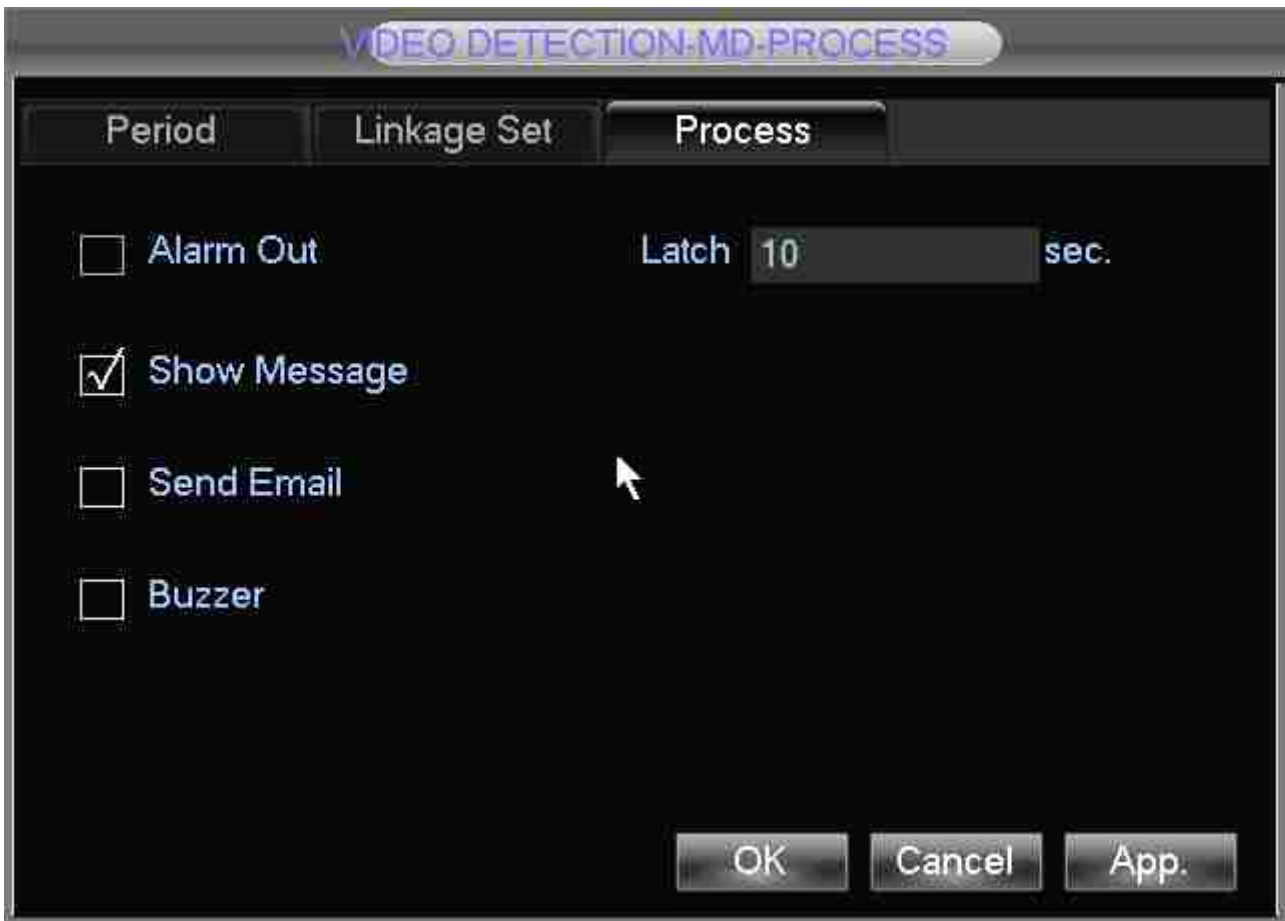 VIDEO DETECTION-MD-PROCESS
Period Linkage Set Process
Alarm Out Latch 10 sec.
Show Message
Send Email
Buzzer
OK Cancel App.